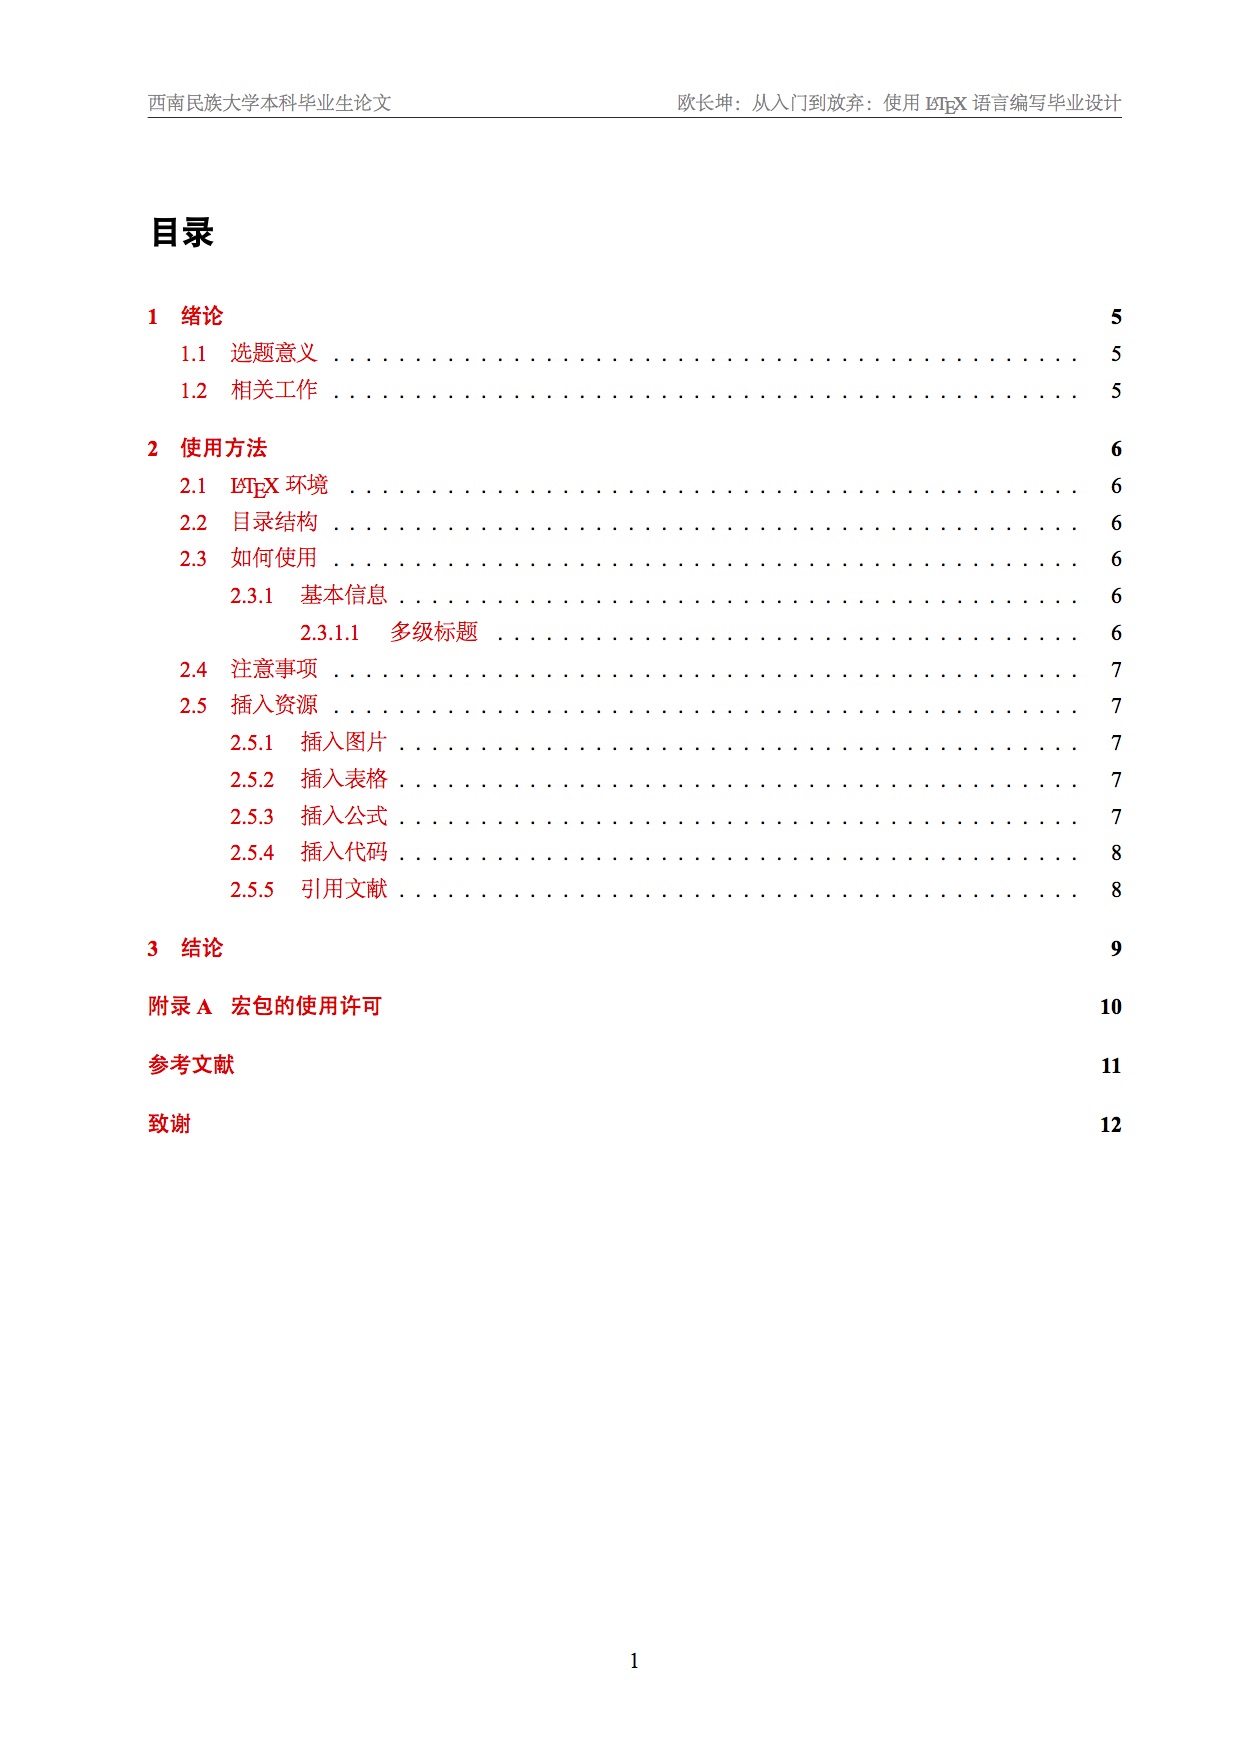 西南民族大学本科毕业生论文 欧长坤：从入门到放弃：使用 LATEX 语言编写毕业设计
目录
1 绪论 5
1.1 选题意义 . . . . . . . . . . . . . . . . . . . . . . . . . . . . . . . . . . . . . . . . . . . . . . 5
1.2 相关工作 . . . . . . . . . . . . . . . . . . . . . . . . . . . . . . . . . . . . . . . . . . . . . . 5
2 使用方法 6
2.1 LATEX 环境 . . . . . . . . . . . . . . . . . . . . . . . . . . . . . . . . . . . . . . . . . . . . . 6
2.2 目录结构 . . . . . . . . . . . . . . . . . . . . . . . . . . . . . . . . . . . . . . . . . . . . . . 6
2.3 如何使用 . . . . . . . . . . . . . . . . . . . . . . . . . . . . . . . . . . . . . . . . . . . . . . 6
2.3.1 基本信息 . . . . . . . . . . . . . . . . . . . . . . . . . . . . . . . . . . . . . . . . . . 6
2.3.1.1 多级标题 . . . . . . . . . . . . . . . . . . . . . . . . . . . . . . . . . . . . 6
2.4 注意事项 . . . . . . . . . . . . . . . . . . . . . . . . . . . . . . . . . . . . . . . . . . . . . . 7
2.5 插入资源 . . . . . . . . . . . . . . . . . . . . . . . . . . . . . . . . . . . . . . . . . . . . . . 7
2.5.1 插入图片 . . . . . . . . . . . . . . . . . . . . . . . . . . . . . . . . . . . . . . . . . . 7
2.5.2 插入表格 . . . . . . . . . . . . . . . . . . . . . . . . . . . . . . . . . . . . . . . . . . 7
2.5.3 插入公式 . . . . . . . . . . . . . . . . . . . . . . . . . . . . . . . . . . . . . . . . . . 7
2.5.4 插入代码 . . . . . . . . . . . . . . . . . . . . . . . . . . . . . . . . . . . . . . . . . . 8
2.5.5 引用文献 . . . . . . . . . . . . . . . . . . . . . . . . . . . . . . . . . . . . . . . . . . 8
3 结论 9
附录 A 宏包的使用许可 10
参考文献 11
致谢 12
1